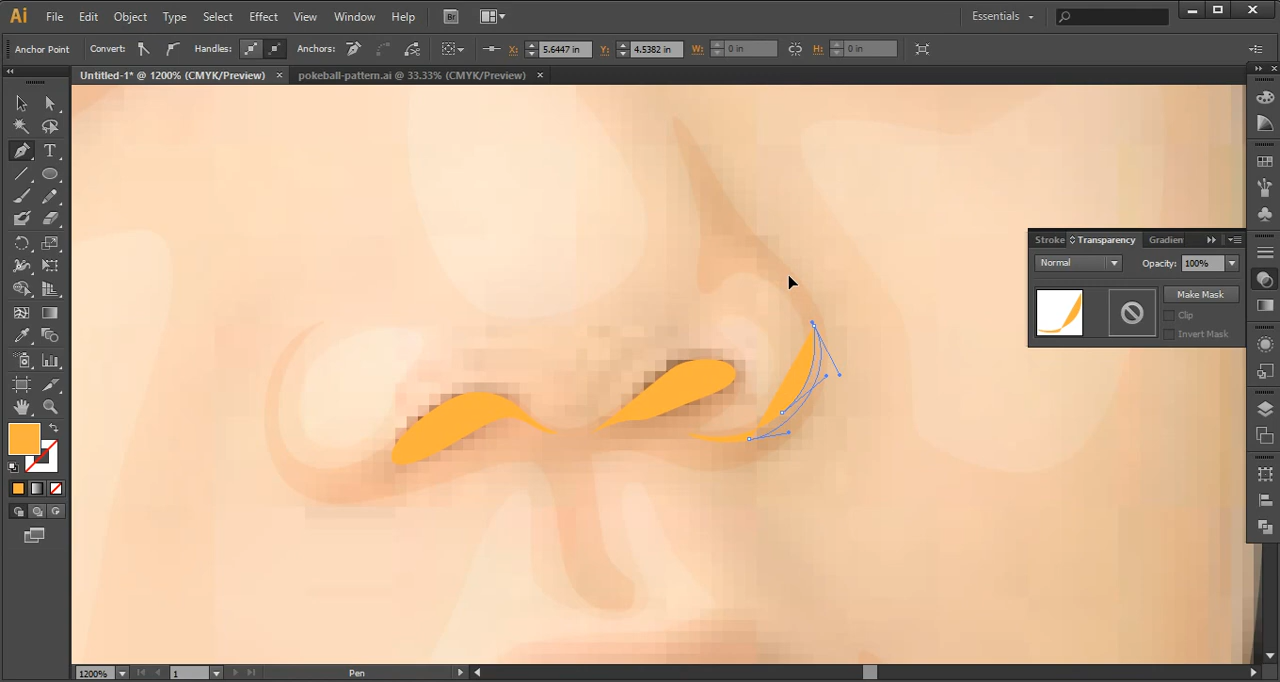 Ai File Edit Object Type Select Effect View Window Help Br Essentials
Anchor Point Convert: Handles: Anchors: X: 5.6447 in Y: 4.5382 in W: 0 in H: 0 in
Untitled-1* @ 1200% (CMYK/Preview) × pokeball-pattern.ai @ 33.33% (CMYK/Preview) ×
T
Stroke Transparency Gradien
Normal Opacity: 100%
Make Mask
Clip
Invert Mask
1200% 1 Pen